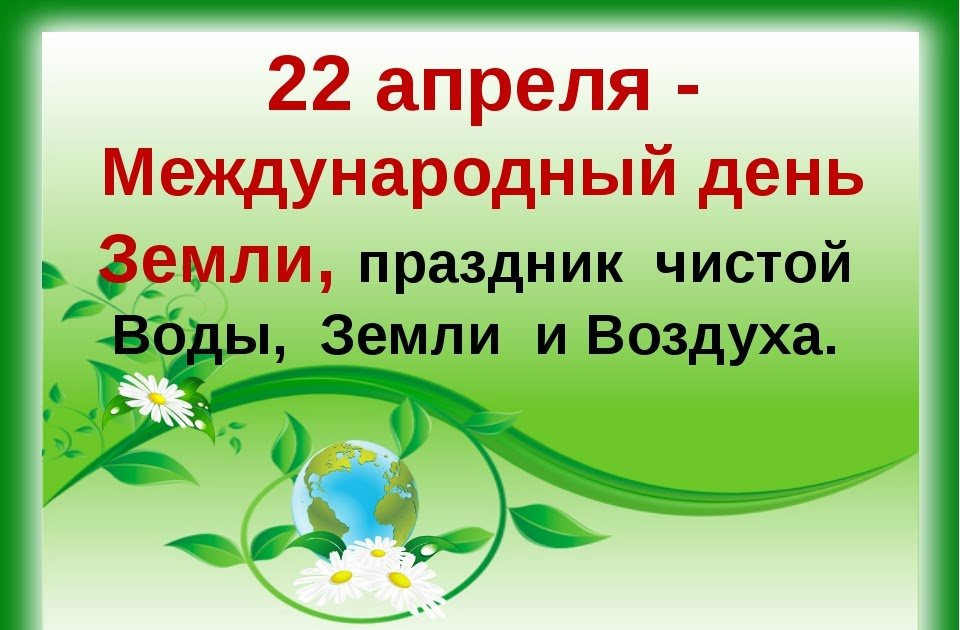 22 апреля -
Международный день
Земли, праздник чистой
Воды, Земли и Воздуха.